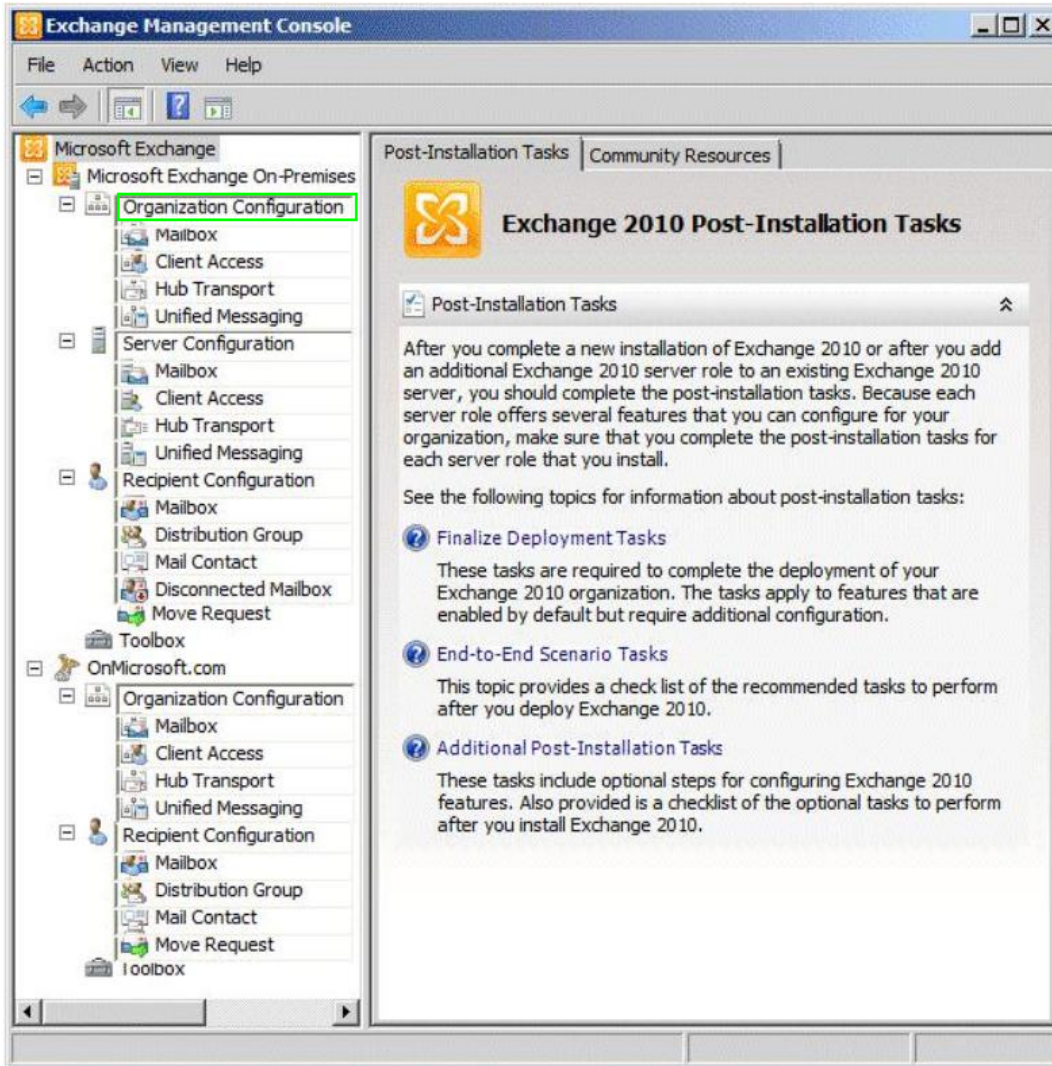 Exchange Management Console
File Action View Help
Microsoft Exchange
Microsoft Exchange On-Premises
Organization Configuration
Mailbox
Client Access
Hub Transport
Unified Messaging
Server Configuration
Mailbox
Client Access
Hub Transport
Unified Messaging
Recipient Configuration
Mailbox
Distribution Group
Mail Contact
Disconnected Mailbox
Move Request
Toolbox
OnMicrosoft.com
Organization Configuration
Mailbox
Client Access
Hub Transport
Unified Messaging
Recipient Configuration
Mailbox
Distribution Group
Mail Contact
Move Request
Toolbox
Post-Installation Tasks Community Resources
Exchange 2010 Post-Installation Tasks
Post-Installation Tasks
After you complete a new installation of Exchange 2010 or after you add
an additional Exchange 2010 server role to an existing Exchange 2010
server, you should complete the post-installation tasks. Because each
server role offers several features that you can configure for your
organization, make sure that you complete the post-installation tasks for
each server role that you install.
See the following topics for information about post-installation tasks:
Finalize Deployment Tasks
These tasks are required to complete the deployment of your
Exchange 2010 organization. The tasks apply to features that are
enabled by default but require additional configuration.
End-to-End Scenario Tasks
This topic provides a check list of the recommended tasks to perform
after you deploy Exchange 2010.
Additional Post-Installation Tasks
These tasks include optional steps for configuring Exchange 2010
features. Also provided is a checklist of the optional tasks to perform
after you install Exchange 2010.